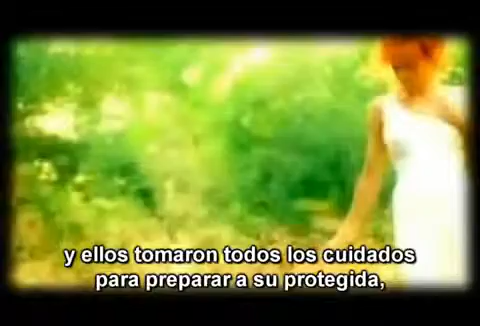 y ellos tomaron todos los cuidados
para preparar a su protegida,